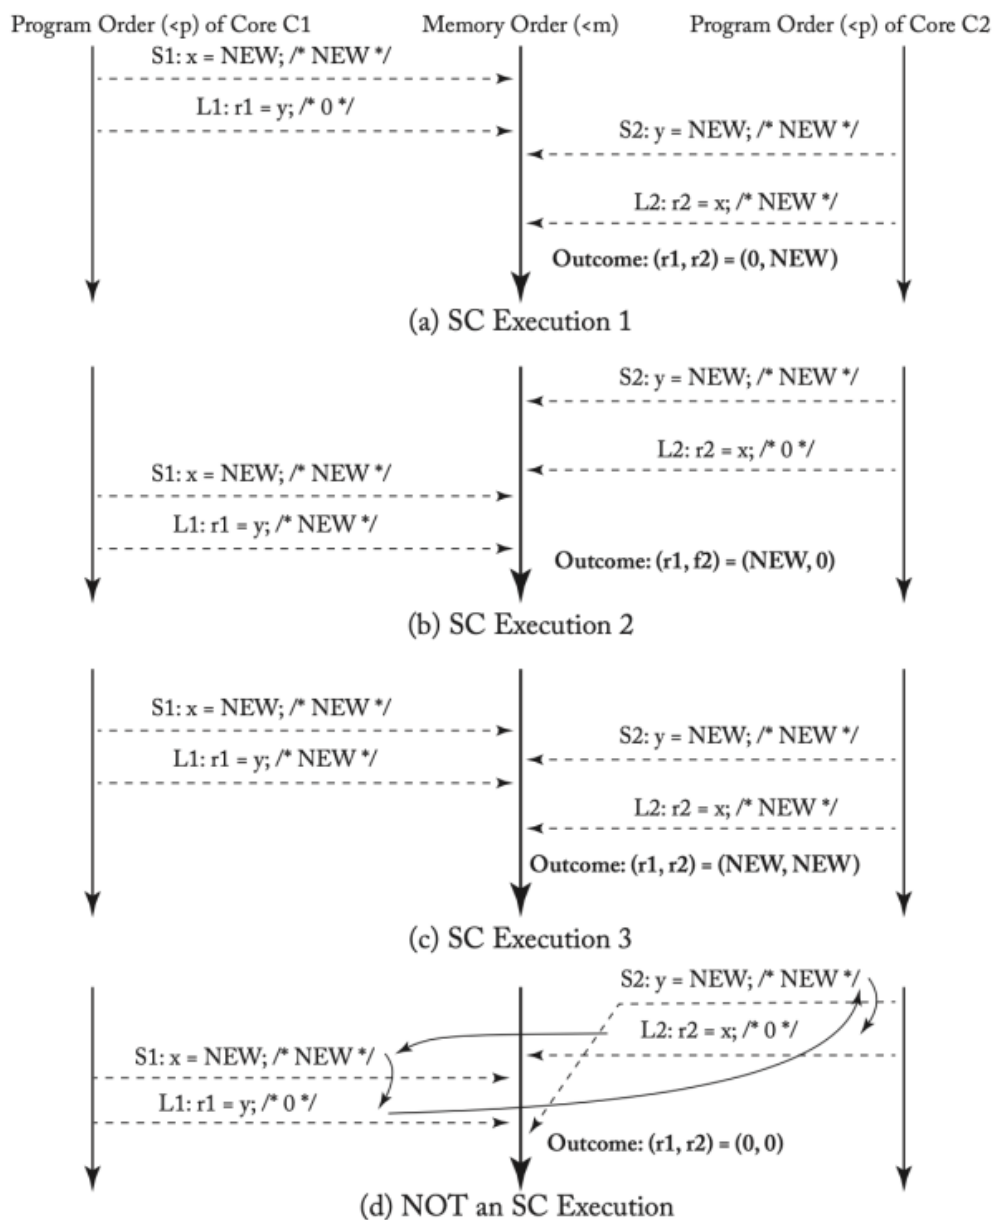 Program Order (<p) of Core C1
Memory Order (<m)
Program Order (<p) of Core C2
S1: x = NEW; /* NEW */
L1: r1 = y; /* 0 */
S2: y = NEW; /* NEW */
L2: r2 = x; /* NEW */
Outcome: (r1, r2) = (0, NEW)
(a) SC Execution 1
S2: y = NEW; /* NEW */
L2: r2 = x; /* 0 */
S1: x = NEW; /* NEW */
L1: r1 = y; /* NEW */
Outcome: (r1, f2) = (NEW, 0)
(b) SC Execution 2
S1: x = NEW; /* NEW */
L1: r1 = y; /* NEW */
S2: y = NEW; /* NEW */
L2: r2 = x; /* NEW */
Outcome: (r1, r2) = (NEW, NEW)
(c) SC Execution 3
S2: y = NEW; /* NEW */
L2: r2 = x; /* 0 */
S1: x = NEW; /* NEW */
L1: r1 = y; /* 0 */
Outcome: (r1, r2) = (0, 0)
(d) NOT an SC Execution